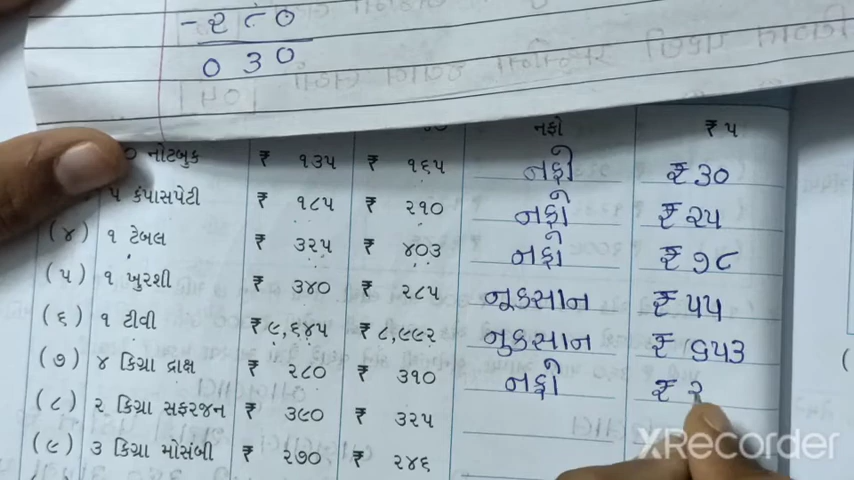 - ૨૮૦
૦૩૦
નફો ₹ ૫
નોટબુક ₹ ૧૩૫ ₹ ૧૬૫ નફો ₹ ૩૦
૫ કંપાસપેટી ₹ ૧૮૫ ₹ ૨૧૦ નફો ₹ ૨૫
(૪) ૧ ટેબલ ₹ ૩૨૫ ₹ ૪૦૩ નફો ₹ ૭૮
(૫) ૧ ખુરશી ₹ ૩૪૦ ₹ ૨૮૫ નૂકસાન ₹ ૫૫
(૬) ૧ ટીવી ₹ ૯,૬૪૫ ₹ ૮,૯૯૨ નુકસાન ₹ ૬૫૩
(૭) ૪ કિગ્રા દ્રાક્ષ ₹ ૨૮૦ ₹ ૩૧૦ નફો ₹ ૨
(૮) ૨ કિગ્રા સફરજન ₹ ૩૯૦ ₹ ૩૨૫
(૯) ૩ કિગ્રા મોસંબી ₹ ૨૭૦ ₹ ૨૪૬
XRecorder